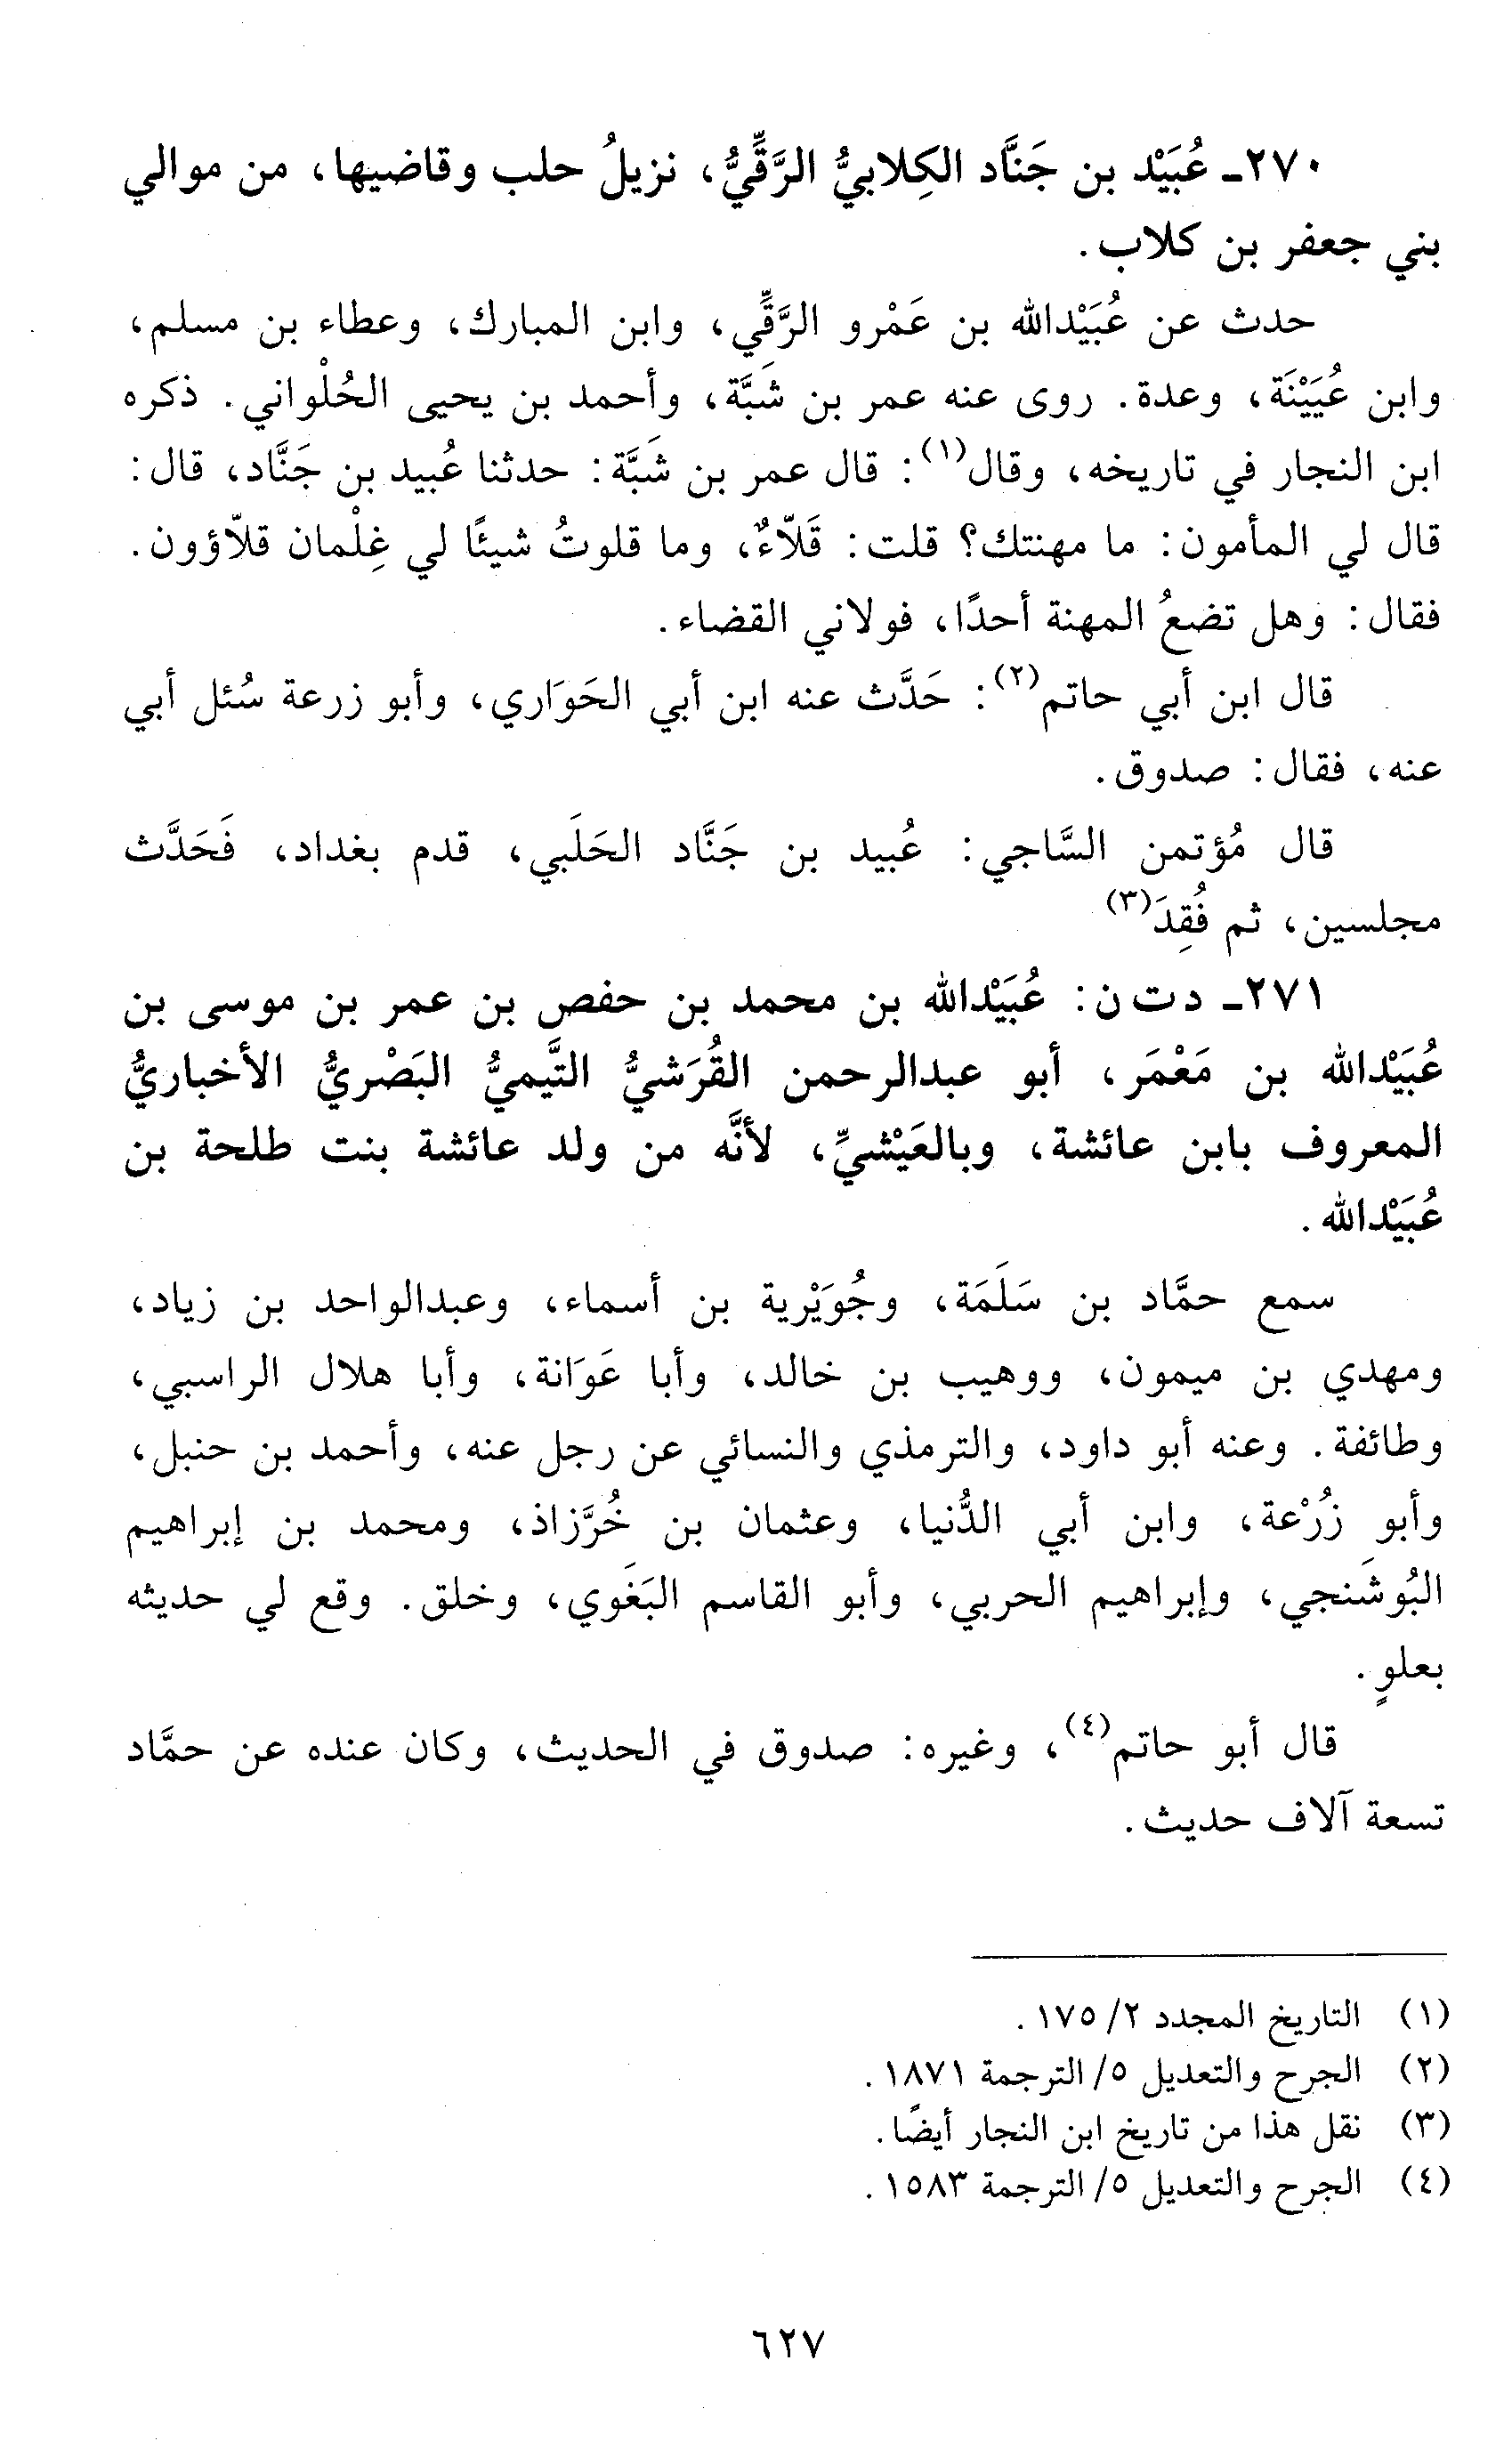 ٢٧٠ـ عُبَيْد بن جَنَّاد الكِلابيُّ الرَّقِّيُّ، نزيلُ حلب وقاضيها، من موالي
بني جعفر بن كلاب.
حدث عن عُبَيْدالله بن عَمْرو الرَّقِّي، وابن المبارك، وعطاء بن مسلم،
وابن عُيَيْنَة، وعدة. روى عنه عمر بن شَبَّة، وأحمد بن يحيى الحُلْواني. ذكره
ابن النجار في تاريخه، وقال(١): قال عمر بن شَبَّة: حدثنا عُبيد بن جَنَّاد، قال:
قال لي المأمون: ما مهنتك؟ قلت: قَلّاءٌ، وما قلوتُ شيئًا لي غِلْمان قلاّؤون.
فقال: وهل تضعُ المهنة أحدًا، فولاني القضاء.
قال ابن أبي حاتم(٢): حَدَّث عنه ابن أبي الحَوَاري، وأبو زرعة سُئل أبي
عنه، فقال: صدوق.
قال مُؤتمن السَّاجي: عُبيد بن جَنَّاد الحَلَبي، قدم بغداد، فَحَدَّث
مجلسين، ثم فُقِدَ(٣)
٢٧١ـ د ت ن: عُبَيْدالله بن محمد بن حفص بن عمر بن موسى بن
عُبَيْدالله بن مَعْمَر، أبو عبدالرحمن القُرَشيُّ التَّيميُّ البَصْريُّ الأخباريُّ
المعروف بابن عائشة، وبالعَيْشيِّ، لأنَّه من ولد عائشة بنت طلحة بن
عُبَيْدالله.
سمع حمَّاد بن سَلَمَة، وجُوَيْرية بن أسماء، وعبدالواحد بن زياد،
ومهدي بن ميمون، ووهيب بن خالد، وأبا عَوَانة، وأبا هلال الراسبي،
وطائفة. وعنه أبو داود، والترمذي والنسائي عن رجل عنه، وأحمد بن حنبل،
وأبو زُرْعة، وابن أبي الدُّنيا، وعثمان بن خُرَّزاذ، ومحمد بن إبراهيم
البُوشَنجي، وإبراهيم الحربي، وأبو القاسم البَغَوي، وخلق. وقع لي حديثه
بعلوٍ.
قال أبو حاتم(٤)، وغيره: صدوق في الحديث، وكان عنده عن حمَّاد
تسعة آلاف حديث.
(١) التاريخ المجدد ٢/ ١٧٥.
(٢) الجرح والتعديل ٥/ الترجمة ١٨٧١.
(٣) نقل هذا من تاريخ ابن النجار أيضًا.
(٤) الجرح والتعديل ٥/ الترجمة ١٥٨٣.
٦٢٧